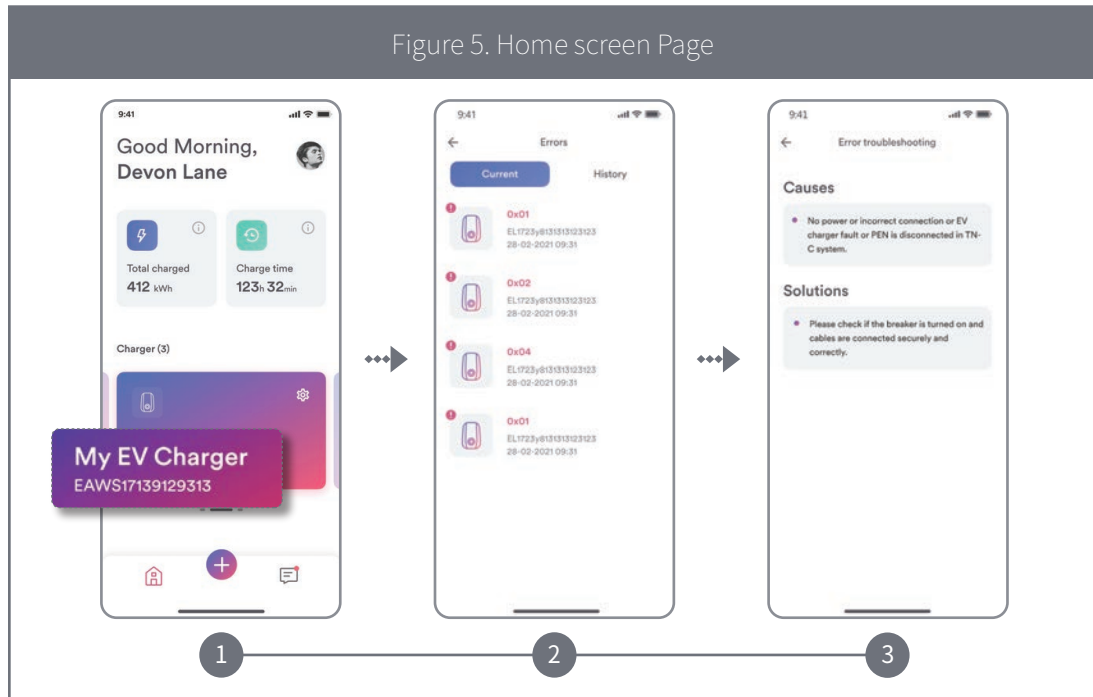 Figure 5. Home screen Page
9:41
Good Morning,
Devon Lane
Total charged
412 kWh
Charge time
123h 32min
Charger (3)
My EV Charger
EAWS17139129313
1
9:41
Errors
Current
History
0x01
EL1723y8131313123123
28-02-2021 09:31
0x02
EL1723y8131313123123
28-02-2021 09:31
0x04
EL1723y8131313123123
28-02-2021 09:31
0x01
EL1723y8131313123123
28-02-2021 09:31
2
9:41
Error troubleshooting
Causes
No power or incorrect connection or EV
charger fault or PEN is disconnected in TN-
C system.
Solutions
Please check if the breaker is turned on and
cables are connected securely and
correctly.
3